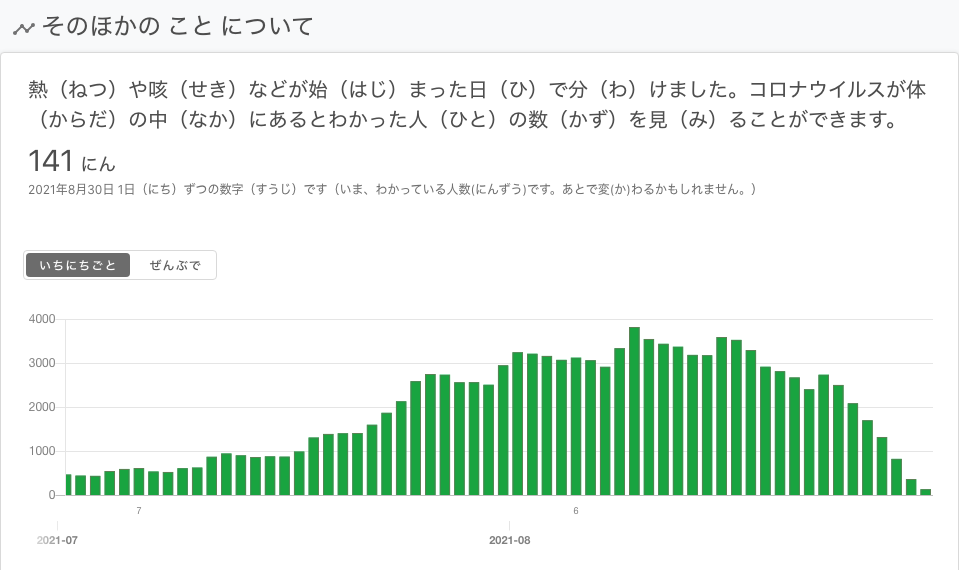 そのほかの こと について
熱（ねつ）や咳（せき）などが始（はじ）まった日（ひ）で分（わ）けました。コロナウイルスが体
（からだ）の中（なか）にあるとわかった人（ひと）の数（かず）を見（み）ることができます。
141 にん
2021年8月30日 1日（にち）ずつの数字（すうじ）です（いま、わかっている人数(にんずう)です。あとで変(か)わるかもしれません。）
いちにちごと ぜんぶで
4000
3000
2000
1000
0
7 6
2021-07 2021-08